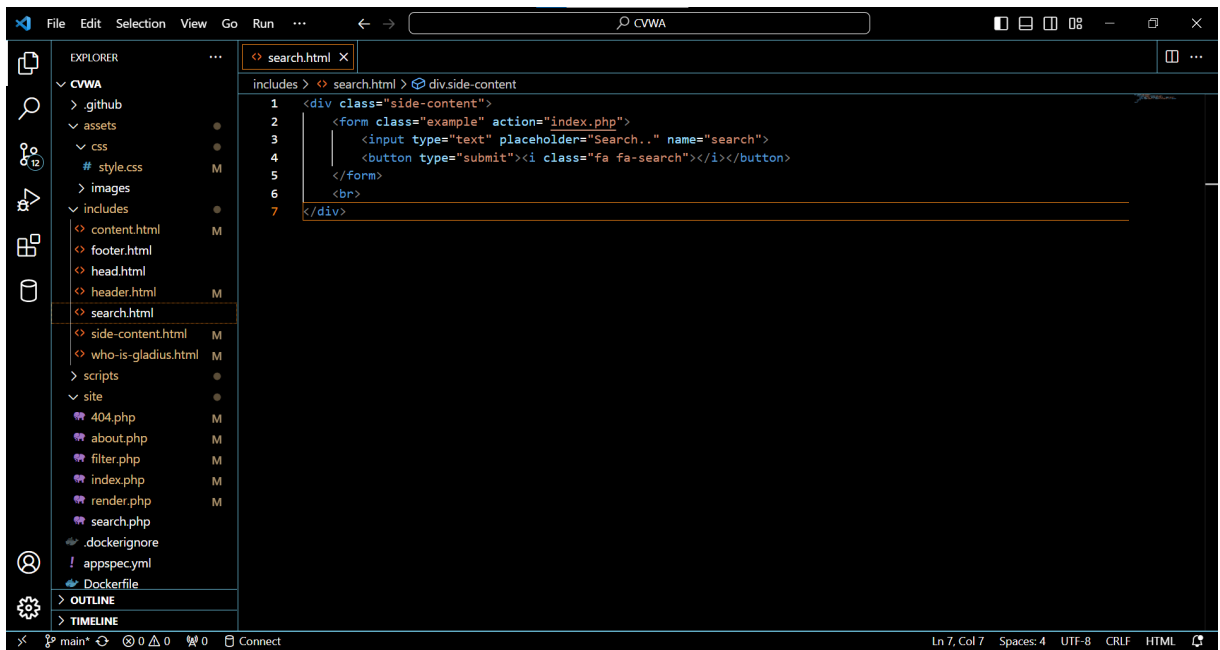 File Edit Selection View Go Run ··· CVWA
EXPLORER ···
search.html
CVWA
includes > search.html > div.side-content
.github
assets
css
# style.css M
images
includes
content.html M
footer.html
head.html
header.html M
search.html
side-content.html M
who-is-gladius.html M
scripts
site
404.php M
about.php M
filter.php M
index.php M
render.php M
search.php
.dockerignore
! appspec.yml
Dockerfile
OUTLINE
TIMELINE
12
1 <div class="side-content">
2 <form class="example" action="index.php">
3 <input type="text" placeholder="Search.." name="search">
4 <button type="submit"><i class="fa fa-search"></i></button>
5 </form>
6 <br>
7 </div>
main* 0 0 0 Connect Ln 7, Col 7 Spaces: 4 UTF-8 CRLF HTML